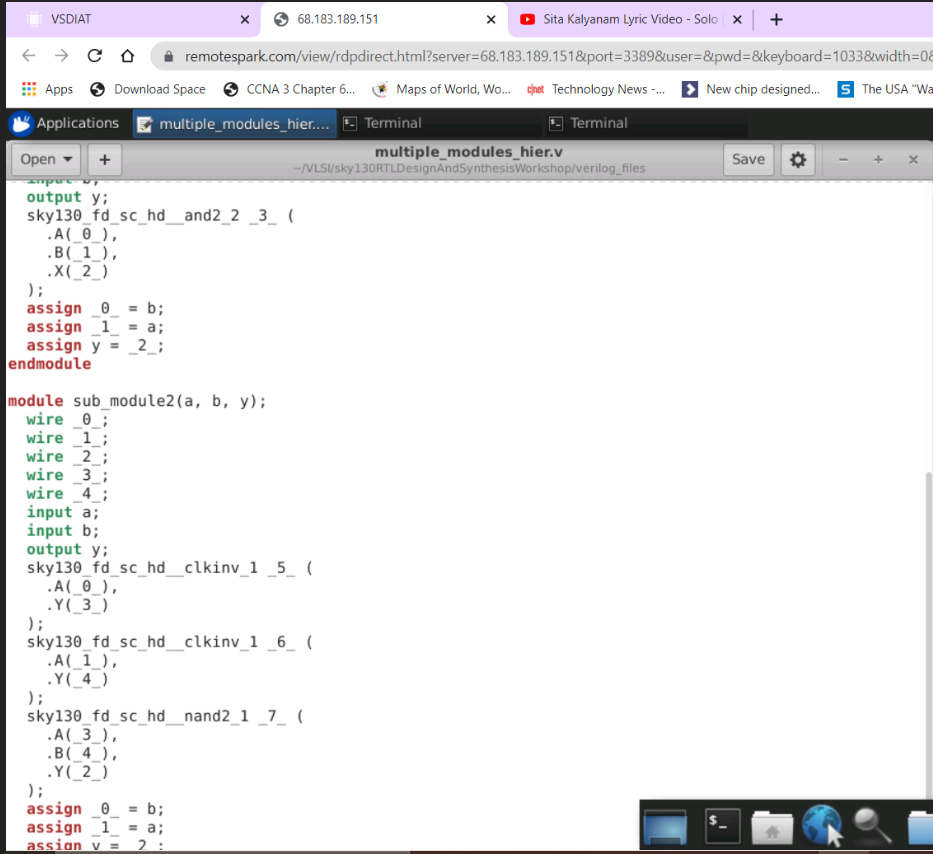 VSDIAT
68.183.189.151
Sita Kalyanam Lyric Video - Solo
remotespark.com/view/rdpdirect.html?server=68.183.189.151&port=3389&user=&pwd=&keyboard=1033&width=0&
Apps
Download Space
CCNA 3 Chapter 6...
Maps of World, Wo...
c|net
Technology News -...
New chip designed...
S
The USA "Wa
Applications
multiple_modules_hier....
Terminal
Terminal
Open
multiple_modules_hier.v
~/VLSI/sky130RTLDesignAndSynthesisWorkshop/verilog_files
Save
input b;
output y;
sky130_fd_sc_hd__and2_2 _3_ (
.A(_0_),
.B(_1_),
.X(_2_)
);
assign _0_ = b;
assign _1_ = a;
assign y = _2_;
endmodule
module sub_module2(a, b, y);
wire _0_;
wire _1_;
wire _2_;
wire _3_;
wire _4_;
input a;
input b;
output y;
sky130_fd_sc_hd__clkinv_1 _5_ (
.A(_0_),
.Y(_3_)
);
sky130_fd_sc_hd__clkinv_1 _6_ (
.A(_1_),
.Y(_4_)
);
sky130_fd_sc_hd__nand2_1 _7_ (
.A(_3_),
.B(_4_),
.Y(_2_)
);
assign _0_ = b;
assign _1_ = a;
assign y = _2_;